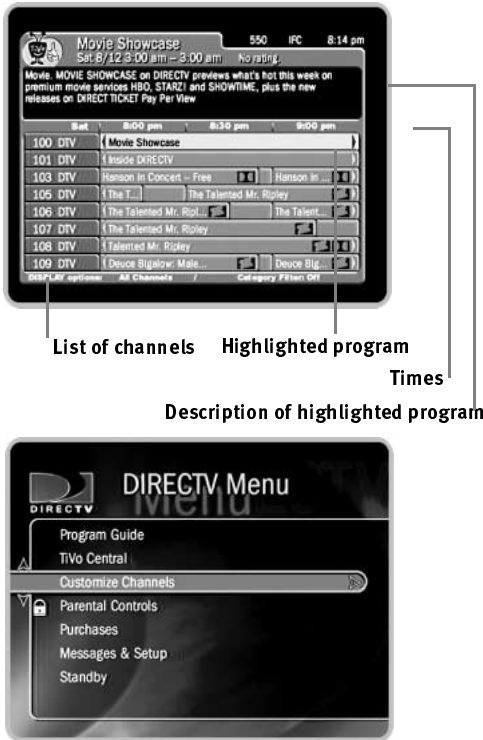 TiVo
Movie Showcase 550 IFC 8:14 pm
Sat 8/12 3:00 am – 3:00 am No rating.
Movie. MOVIE SHOWCASE on DIRECTV previews what's hot this week on
premium movie services HBO, STARZ! and SHOWTIME, plus the new
releases on DIRECT TICKET Pay Per View
Sat 8:00 pm 8:30 pm 9:00 pm
100 DTV Movie Showcase
101 DTV Inside DIRECTV
103 DTV Hanson in Concert – Free Hanson in ...
105 DTV The T... The Talented Mr. Ripley
106 DTV The Talented Mr. Ripl... The Talent...
107 DTV The Talented Mr. Ripley
108 DTV Talented Mr. Ripley
109 DTV Deuce Bigalow: Male... Deuce Big...
DISPLAY options: All Channels / Category Filter: Off
List of channels Highlighted program
Times
Description of highlighted program
DIRECTV
DIRECTV Menu
Menu
Program Guide
TiVo Central
Customize Channels
Parental Controls
Purchases
Messages & Setup
Standby